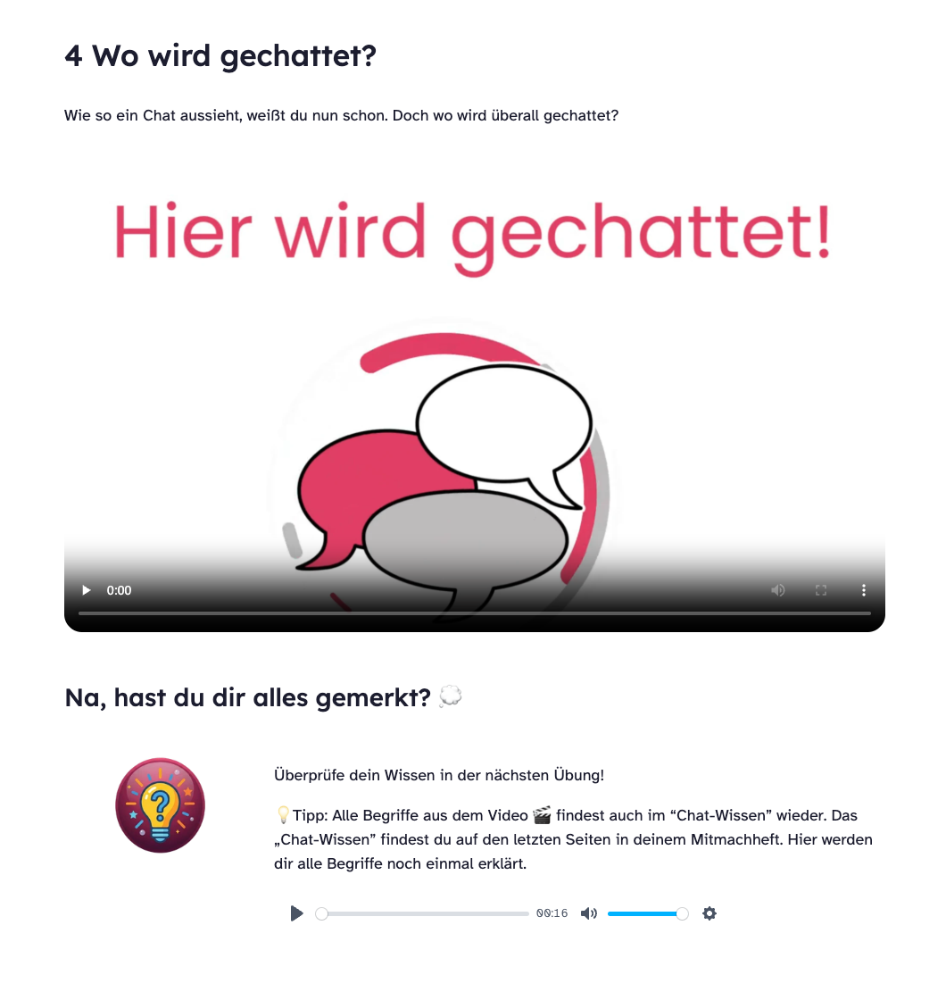 4 Wo wird gechattet?
Wie so ein Chat aussieht, weißt du nun schon. Doch wo wird überall gechattet?
Hier wird gechattet!
0:00
Na, hast du dir alles gemerkt? 💭
Überprüfe dein Wissen in der nächsten Übung!
💡Tipp: Alle Begriffe aus dem Video 🎬 findest auch im “Chat-Wissen” wieder. Das
„Chat-Wissen” findest du auf den letzten Seiten in deinem Mitmachheft. Hier werden
dir alle Begriffe noch einmal erklärt.
00:16